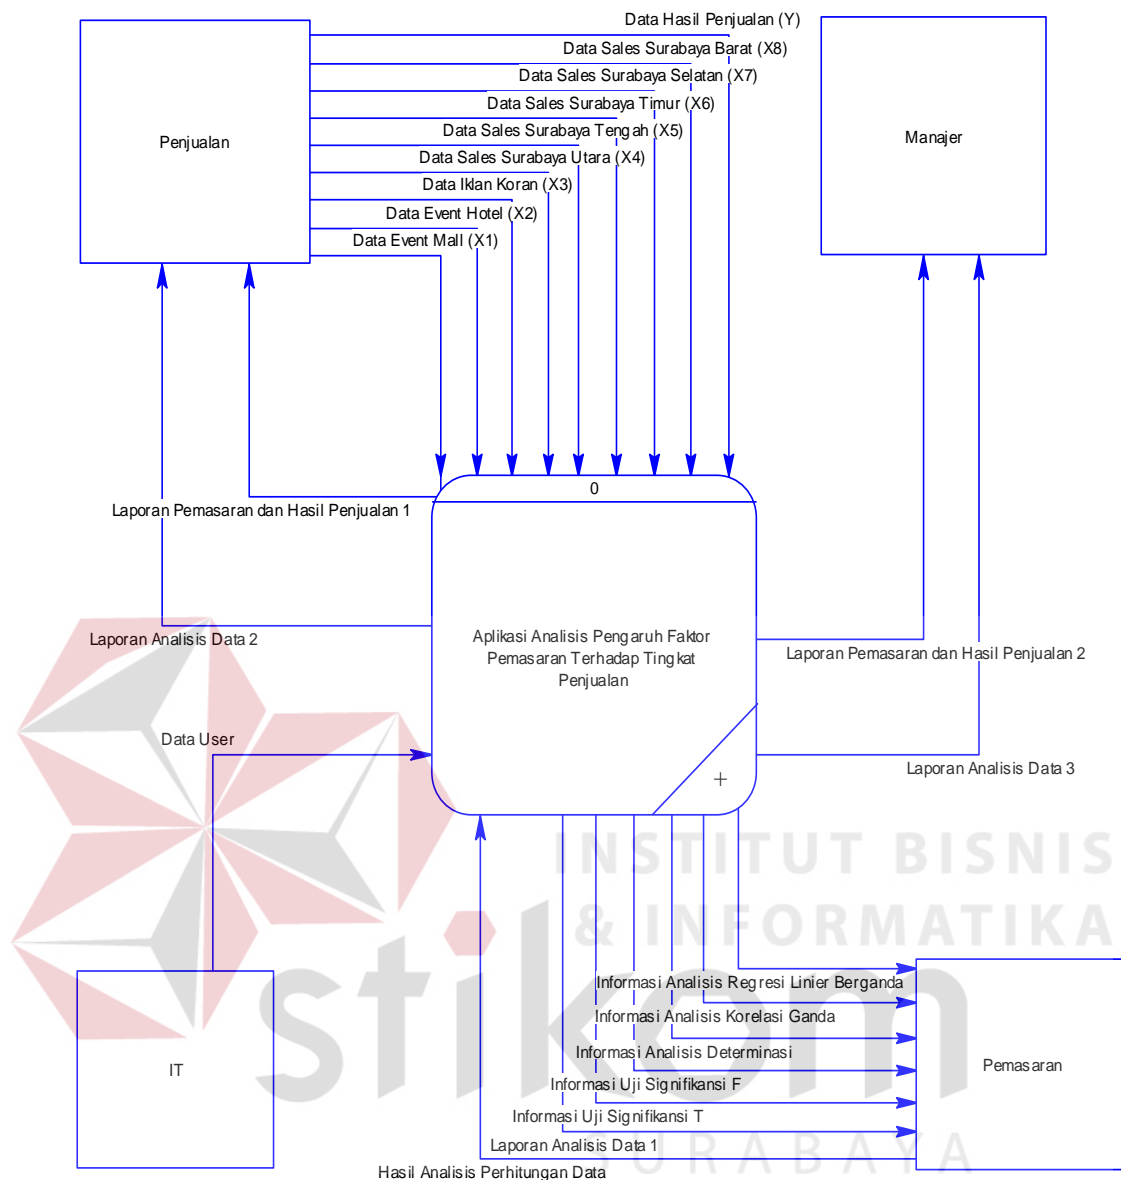 Data Hasil Penjualan (Y)
Data Sales Surabaya Barat (X8)
Data Sales Surabaya Selatan (X7)
Data Sales Surabaya Timur (X6)
Data Sales Surabaya Tengah (X5)
Data Sales Surabaya Utara (X4)
Data Iklan Koran (X3)
Data Event Hotel (X2)
Data Event Mall (X1)
Penjualan
Manajer
0
Laporan Pemasaran dan Hasil Penjualan 1
Laporan Analisis Data 2
Aplikasi Analisis Pengaruh Faktor
Pemasaran Terhadap Tingkat
Penjualan
Laporan Pemasaran dan Hasil Penjualan 2
Data User
Laporan Analisis Data 3
+
INSTITUT BISNIS
& INFORMATIKA
stikom
SURABAYA
Informasi Analisis Regresi Linier Berganda
Informasi Analisis Korelasi Ganda
Informasi Analisis Determinasi
Informasi Uji Signifikansi F
Informasi Uji Signifikansi T
Laporan Analisis Data 1
Hasil Analisis Perhitungan Data
IT
Pemasaran